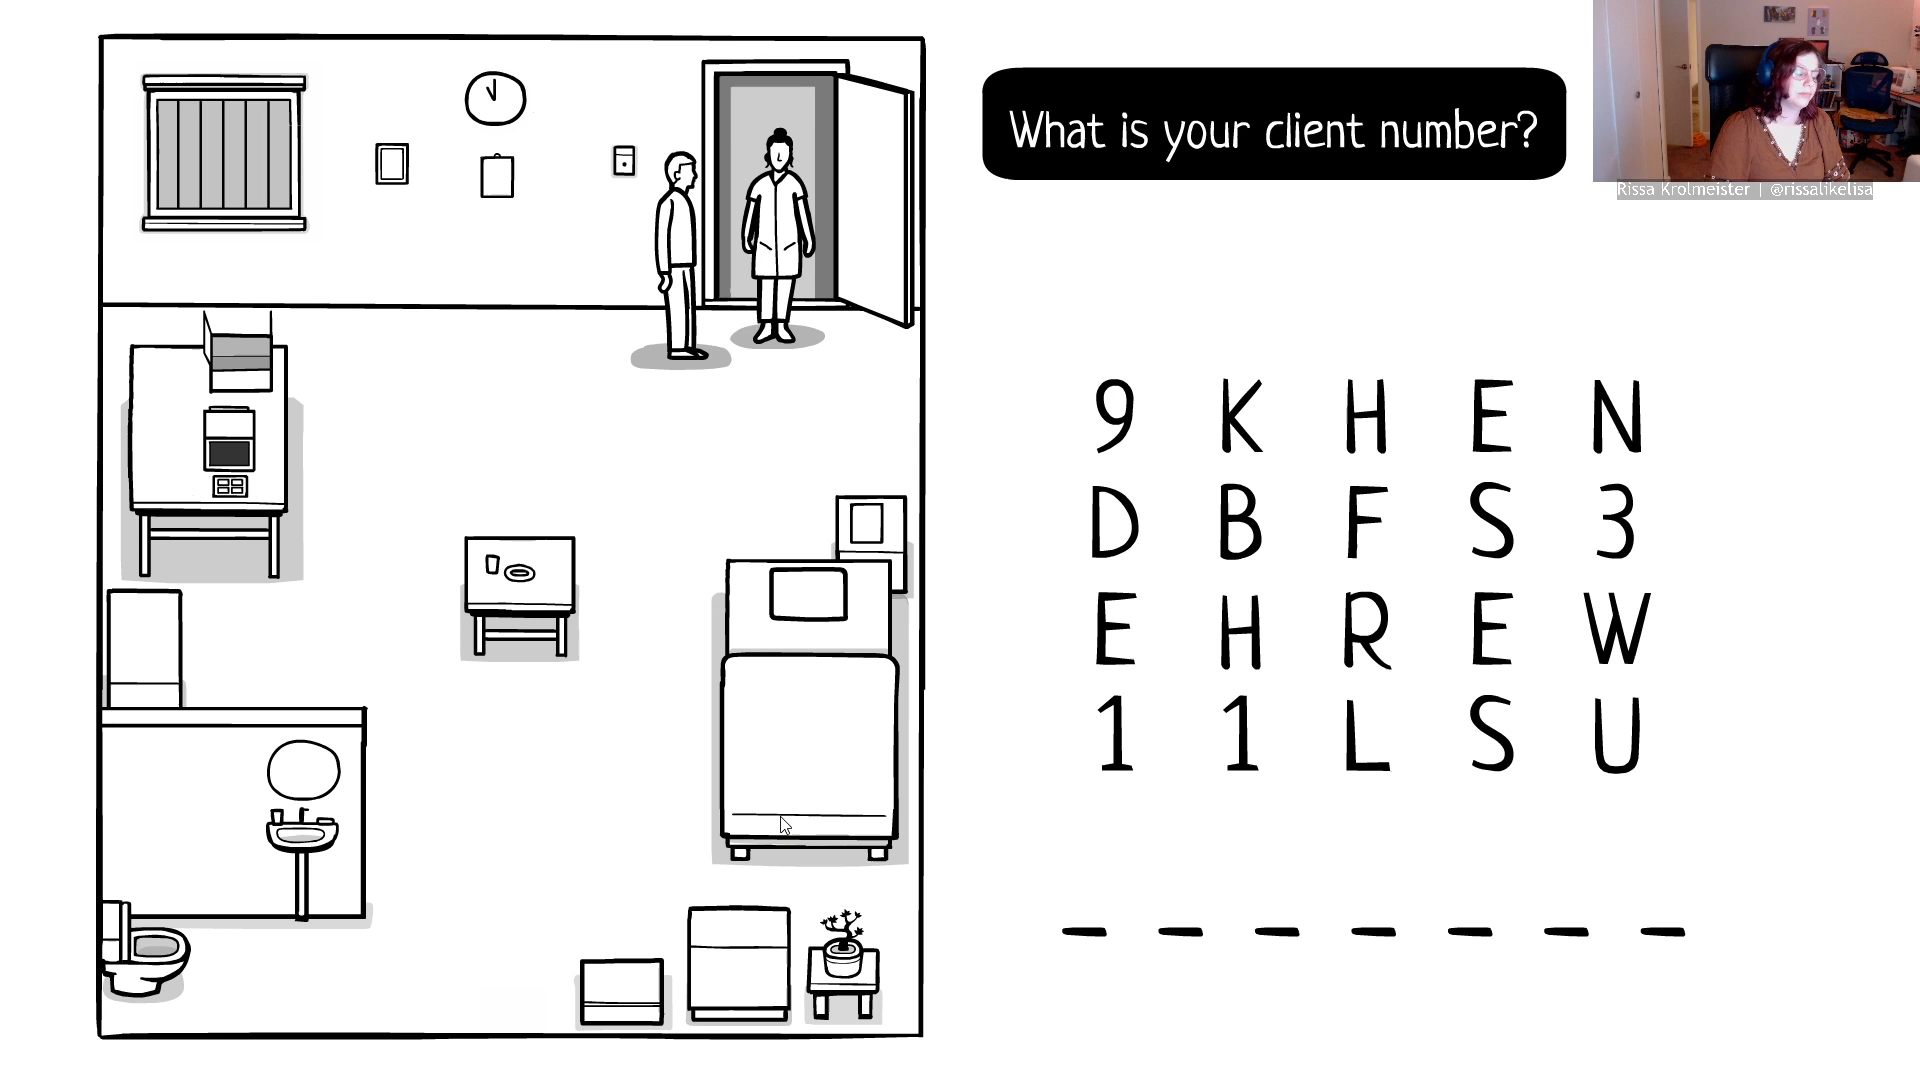 What is your client number?
Rissa Krolmeister | @rissalikelisa
9 K H E N
D B F S 3
E H R E W
1 1 L S U